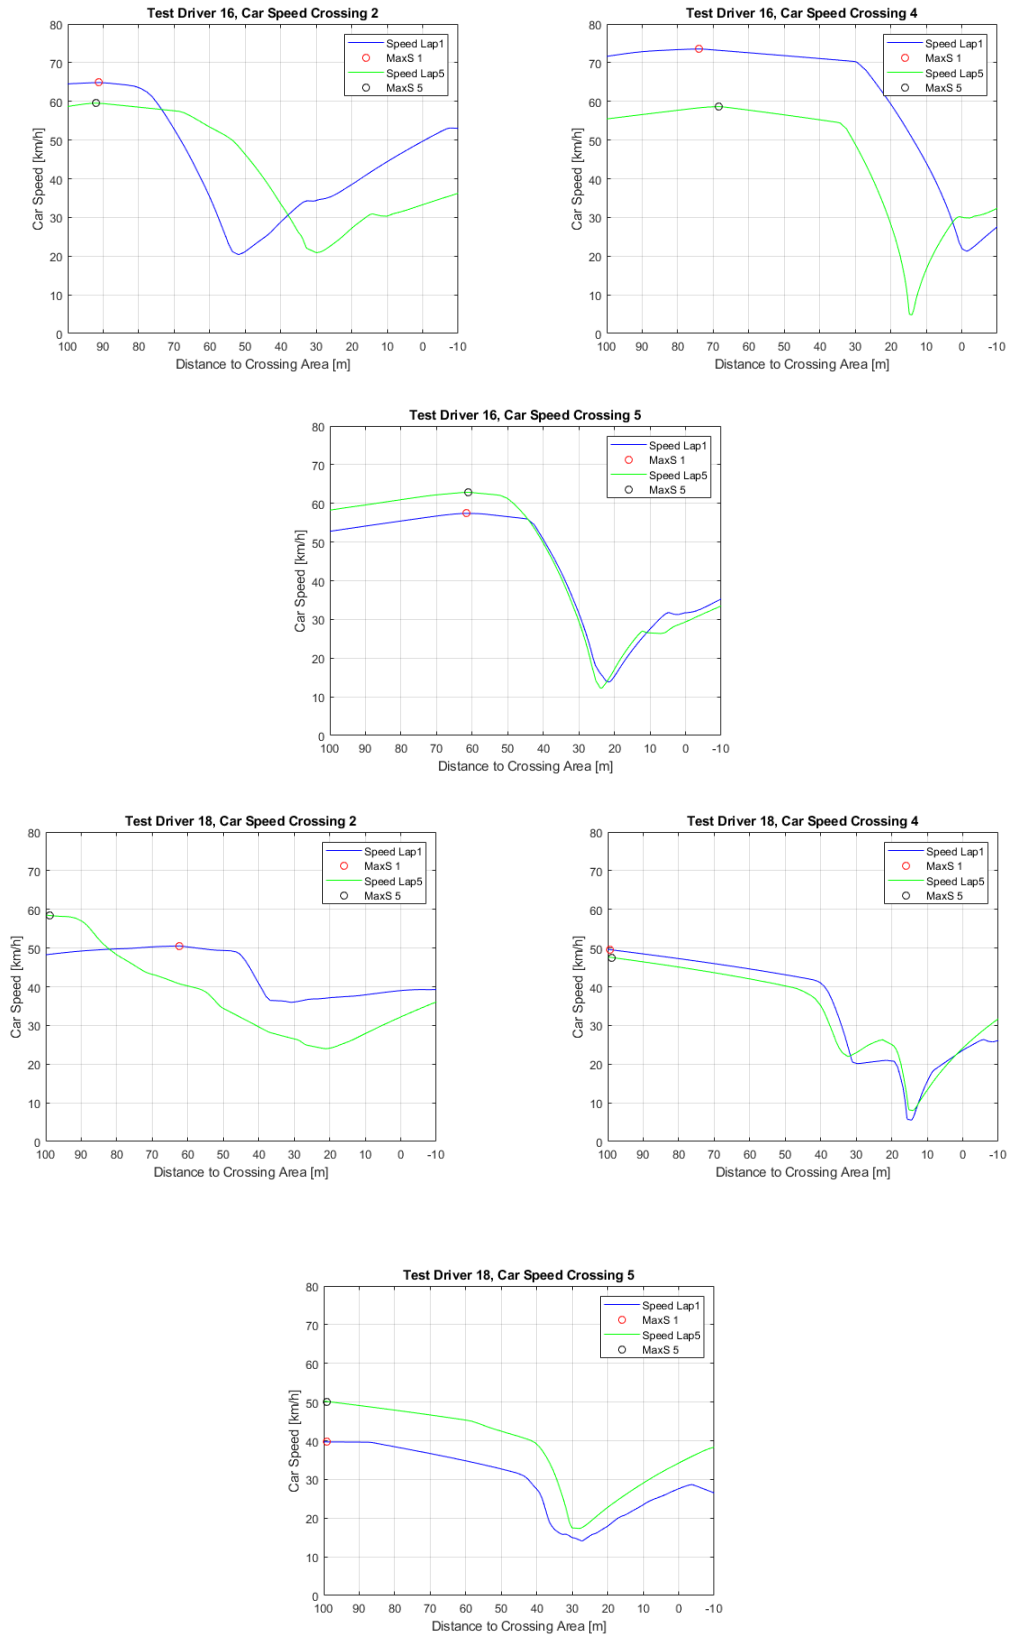 Test Driver 16, Car Speed Crossing 2
Car Speed [km/h]
80
70
60
50
40
30
20
10
0
Speed Lap1
MaxS 1
Speed Lap5
MaxS 5
100 90 80 70 60 50 40 30 20 10 0 -10
Distance to Crossing Area [m]
Test Driver 16, Car Speed Crossing 4
Car Speed [km/h]
80
70
60
50
40
30
20
10
0
Speed Lap1
MaxS 1
Speed Lap5
MaxS 5
100 90 80 70 60 50 40 30 20 10 0 -10
Distance to Crossing Area [m]
Test Driver 16, Car Speed Crossing 5
Car Speed [km/h]
80
70
60
50
40
30
20
10
0
Speed Lap1
MaxS 1
Speed Lap5
MaxS 5
100 90 80 70 60 50 40 30 20 10 0 -10
Distance to Crossing Area [m]
Test Driver 18, Car Speed Crossing 2
Car Speed [km/h]
80
70
60
50
40
30
20
10
0
Speed Lap1
MaxS 1
Speed Lap5
MaxS 5
100 90 80 70 60 50 40 30 20 10 0 -10
Distance to Crossing Area [m]
Test Driver 18, Car Speed Crossing 4
Car Speed [km/h]
80
70
60
50
40
30
20
10
0
Speed Lap1
MaxS 1
Speed Lap5
MaxS 5
100 90 80 70 60 50 40 30 20 10 0 -10
Distance to Crossing Area [m]
Test Driver 18, Car Speed Crossing 5
Car Speed [km/h]
80
70
60
50
40
30
20
10
0
Speed Lap1
MaxS 1
Speed Lap5
MaxS 5
100 90 80 70 60 50 40 30 20 10 0 -10
Distance to Crossing Area [m]